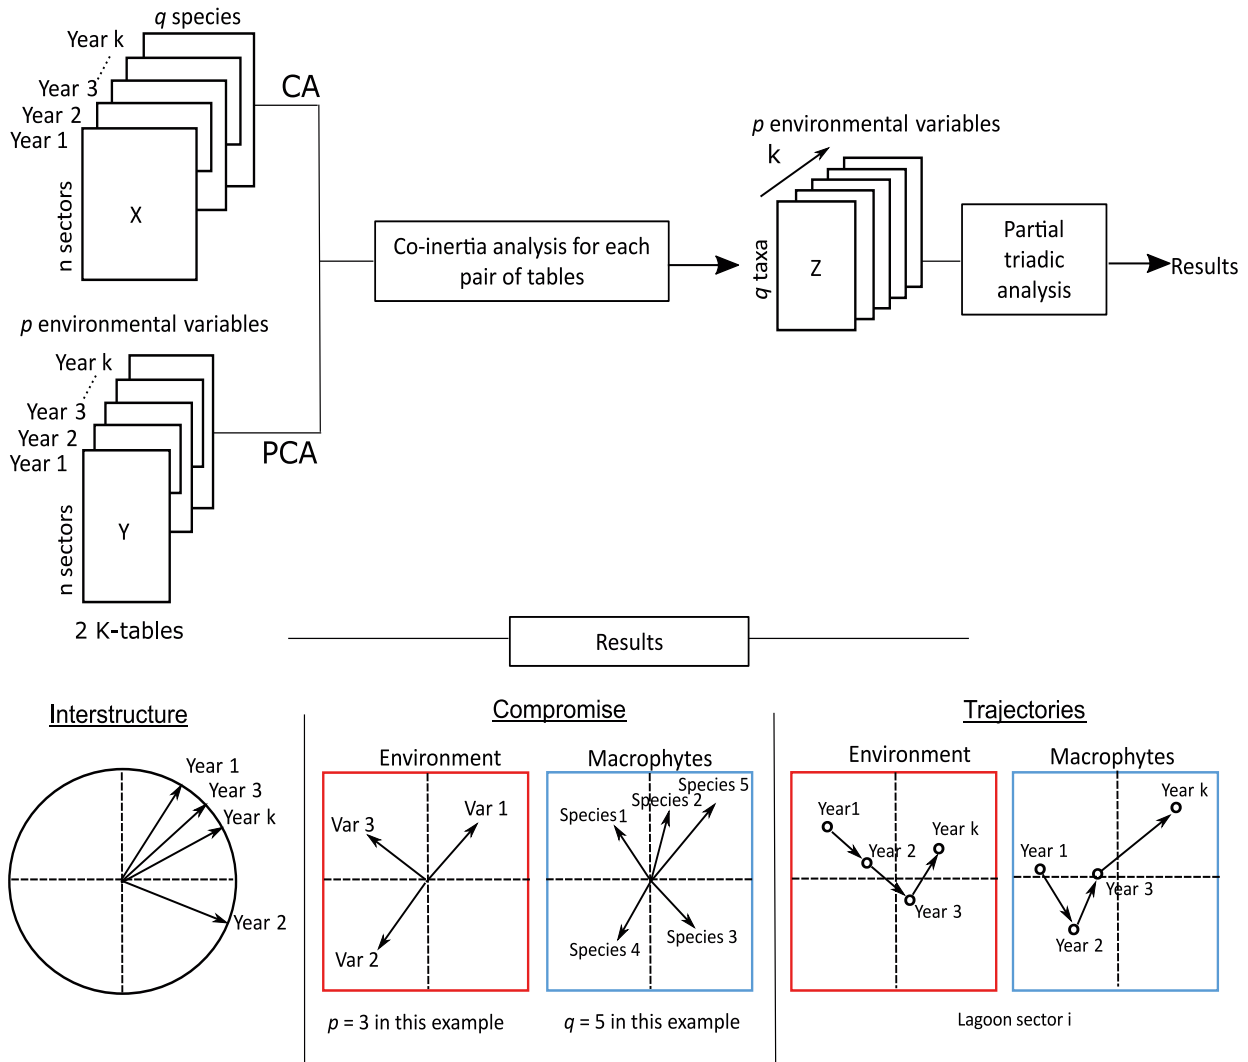 q species
Year k
Year 3
Year 2
Year 1
n sectors
X
CA
p environmental variables
Year k
Year 3
Year 2
Year 1
n sectors
Y
PCA
2 K-tables
Co-inertia analysis for each
pair of tables
p environmental variables
k
q taxa
Z
Partial
triadic
analysis
Results
Results
Interstructure
Year 1
Year 3
Year k
Year 2
Compromise
Environment
Var 1
Var 3
Var 2
p = 3 in this example
Macrophytes
Species 5
Species 2
Species 1
Species 3
Species 4
q = 5 in this example
Trajectories
Environment
Year1
Year 2
Year k
Year 3
Macrophytes
Year k
Year 1
Year 3
Year 2
Lagoon sector i